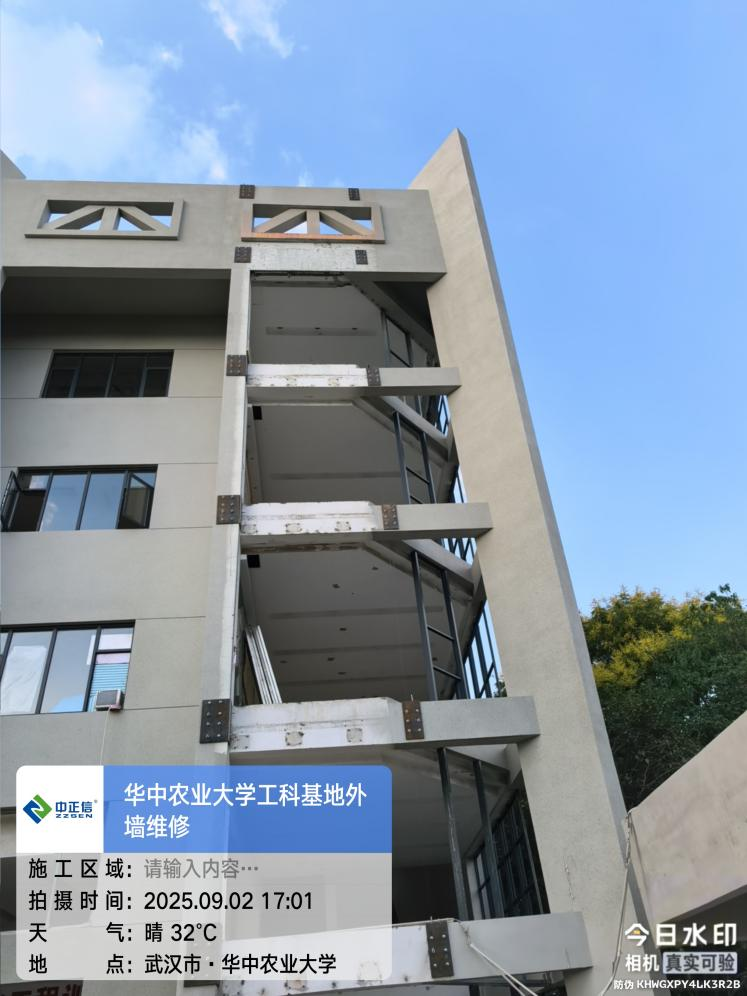 中正信®
ZZSEN
华中农业大学工科基地外
墙维修
施工区域：请输入内容…
拍摄时间：2025.09.02 17:01
天气：晴 32℃
地点：武汉市·华中农业大学
今日水印
相机 真实可验
防伪 KHWGXPY4LK3R2B